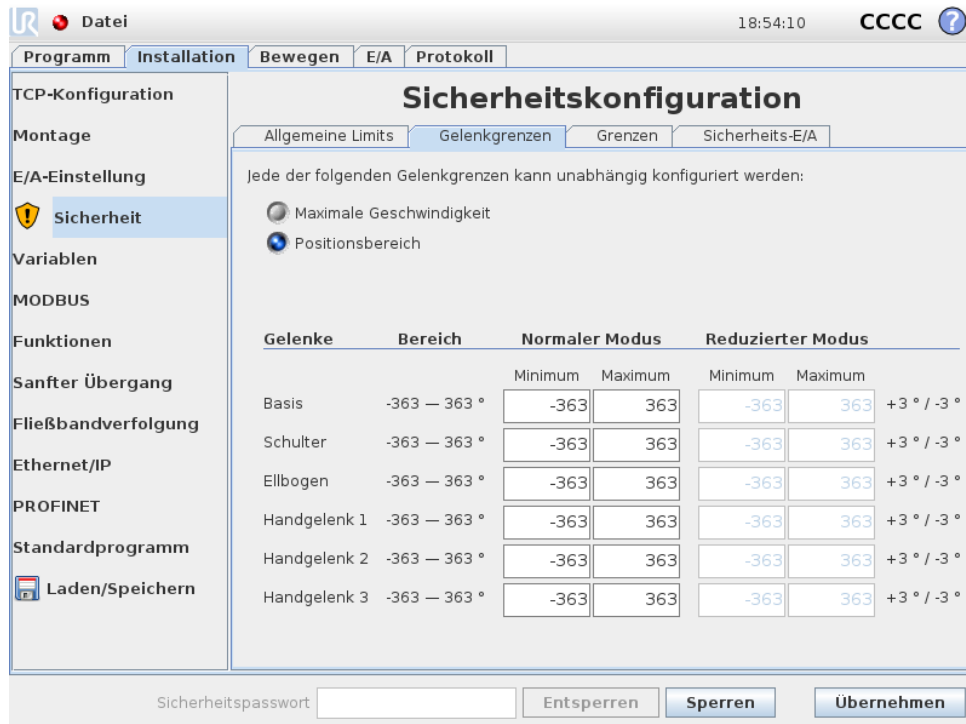 UR Datei 18:54:10 CCCC ?
Programm Installation Bewegen E/A Protokoll
TCP-Konfiguration
Montage
E/A-Einstellung
Sicherheit
Variablen
MODBUS
Funktionen
Sanfter Übergang
Fließbandverfolgung
Ethernet/IP
PROFINET
Standardprogramm
Laden/Speichern
Sicherheitskonfiguration
Allgemeine Limits Gelenkgrenzen Grenzen Sicherheits-E/A
Jede der folgenden Gelenkgrenzen kann unabhängig konfiguriert werden:
Maximale Geschwindigkeit
Positionsbereich
Gelenke Bereich Normaler Modus Reduzierter Modus
Minimum Maximum Minimum Maximum
Basis -363 — 363 ° -363 363 -363 363 +3 ° / -3 °
Schulter -363 — 363 ° -363 363 -363 363 +3 ° / -3 °
Ellbogen -363 — 363 ° -363 363 -363 363 +3 ° / -3 °
Handgelenk 1 -363 — 363 ° -363 363 -363 363 +3 ° / -3 °
Handgelenk 2 -363 — 363 ° -363 363 -363 363 +3 ° / -3 °
Handgelenk 3 -363 — 363 ° -363 363 -363 363 +3 ° / -3 °
Sicherheitspasswort Entsperren Sperren Übernehmen